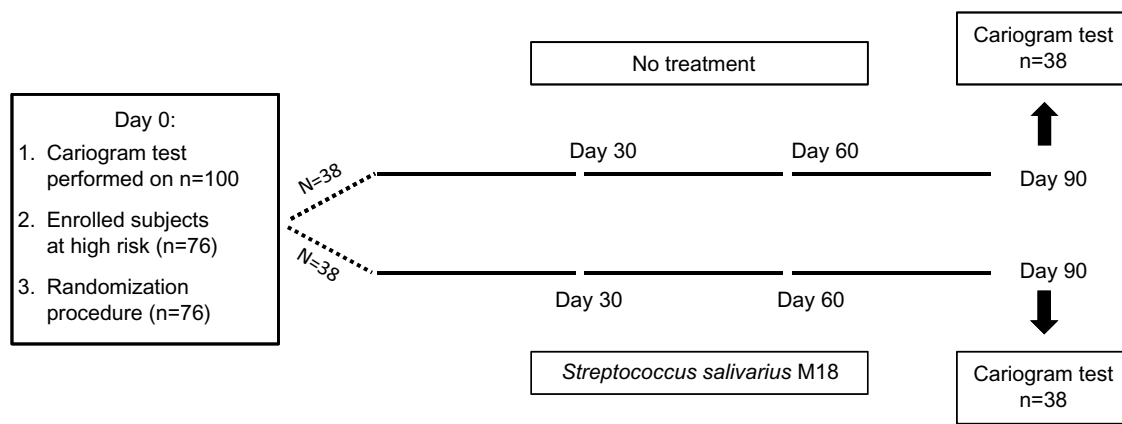 Day 0:
1. Cariogram test
performed on n=100
2. Enrolled subjects
at high risk (n=76)
3. Randomization
procedure (n=76)
N=38
N=38
No treatment
Day 30
Day 60
Day 90
Cariogram test
n=38
Day 30
Day 60
Day 90
Streptococcus salivarius M18
Cariogram test
n=38